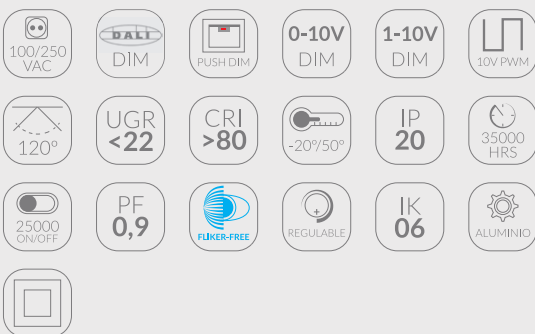 100/250
VAC
DALI
DIM
PUSH DIM
0-10V
DIM
1-10V
DIM
10V PWM
120º
UGR
<22
CRI
>80
-20º/50º
IP
20
35000
HRS
25000
ON/OFF
PF
0,9
FLIKER-FREE
REGULABLE
IK
06
ALUMINIO